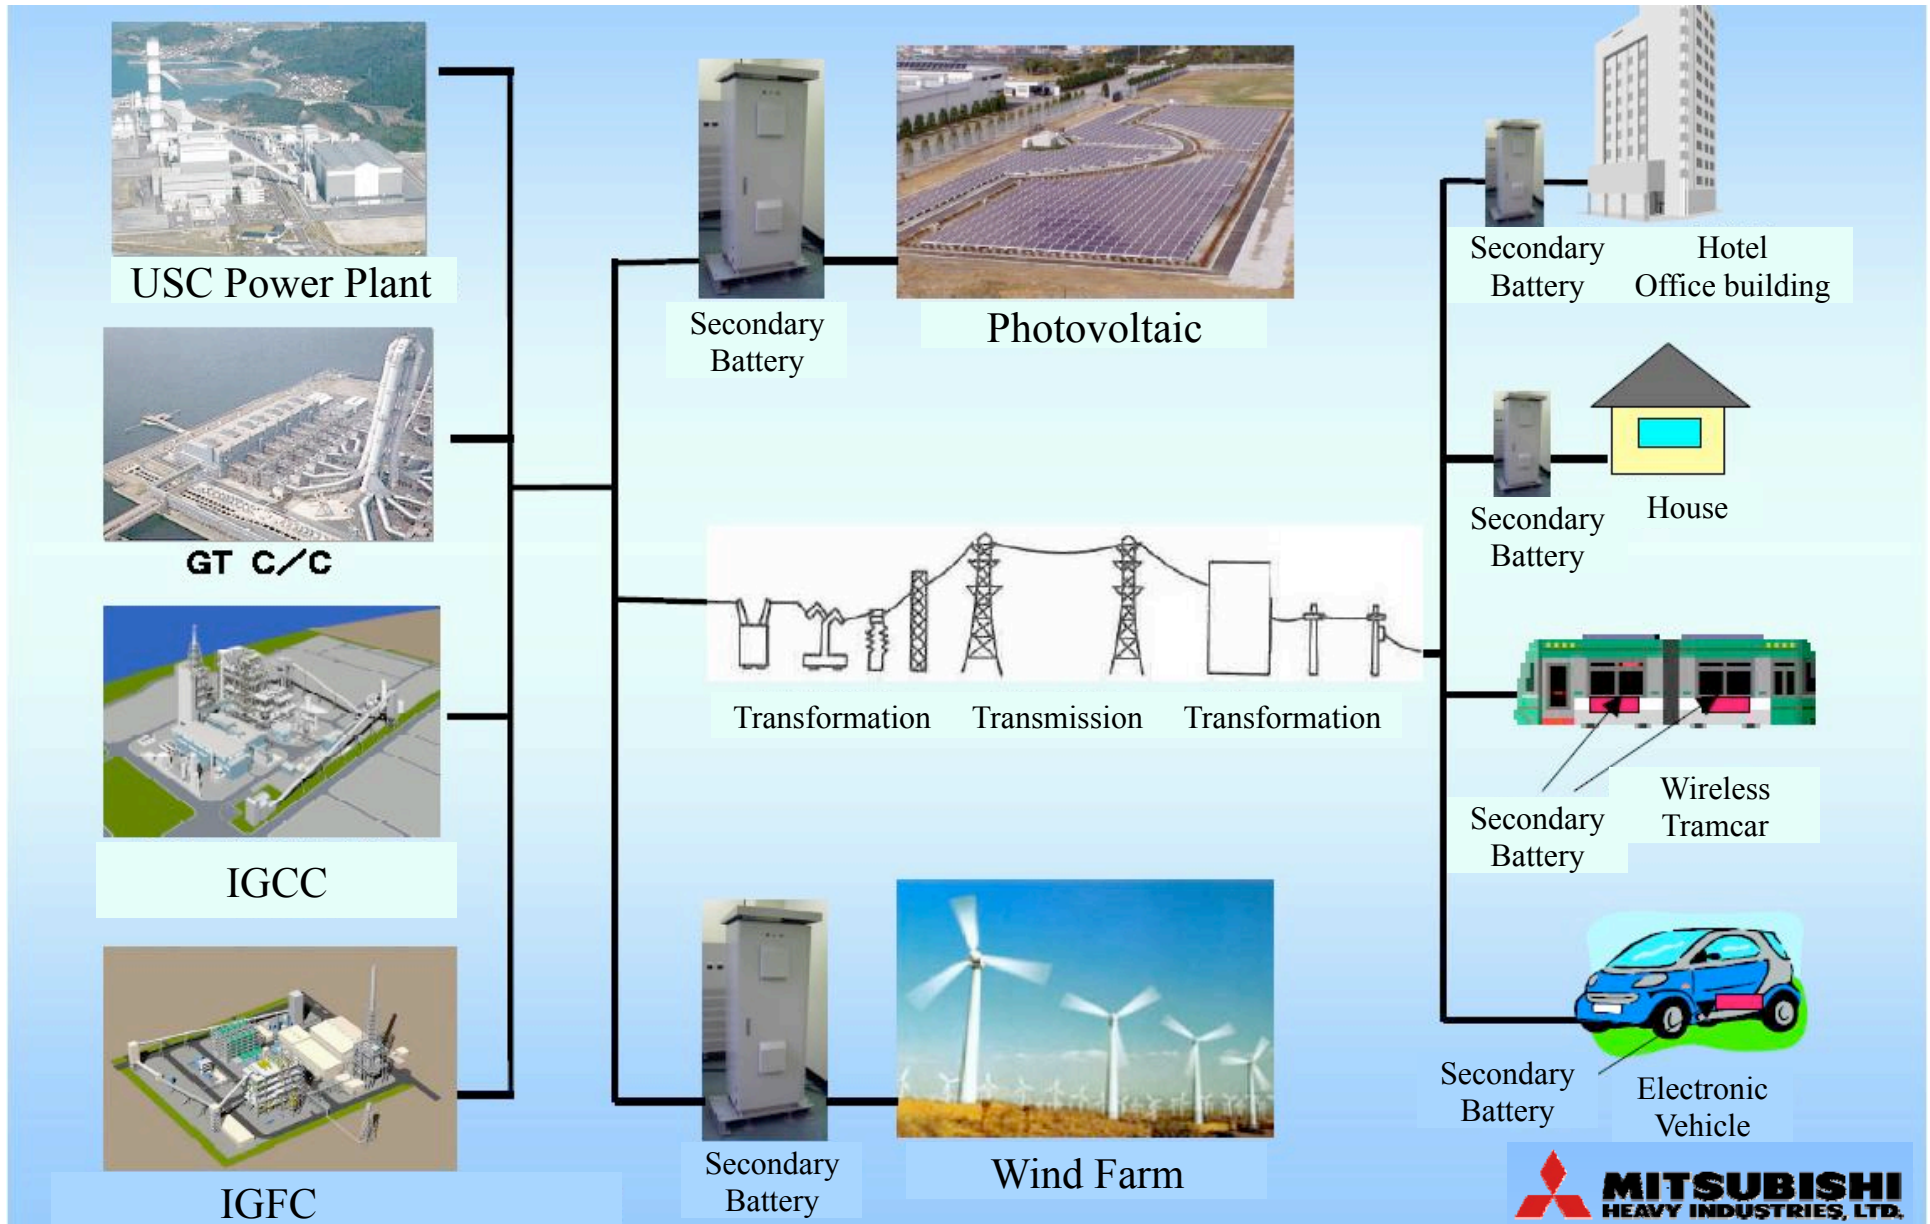 USC Power Plant
GT C/C
IGCC
IGFC
Secondary
Battery
Photovoltaic
Transformation
Transmission
Transformation
Secondary
Battery
Wind Farm
Secondary
Battery
Hotel
Office building
Secondary
Battery
House
Secondary
Battery
Wireless
Tramcar
Secondary
Battery
Electronic
Vehicle
MITSUBISHI
HEAVY INDUSTRIES, LTD.